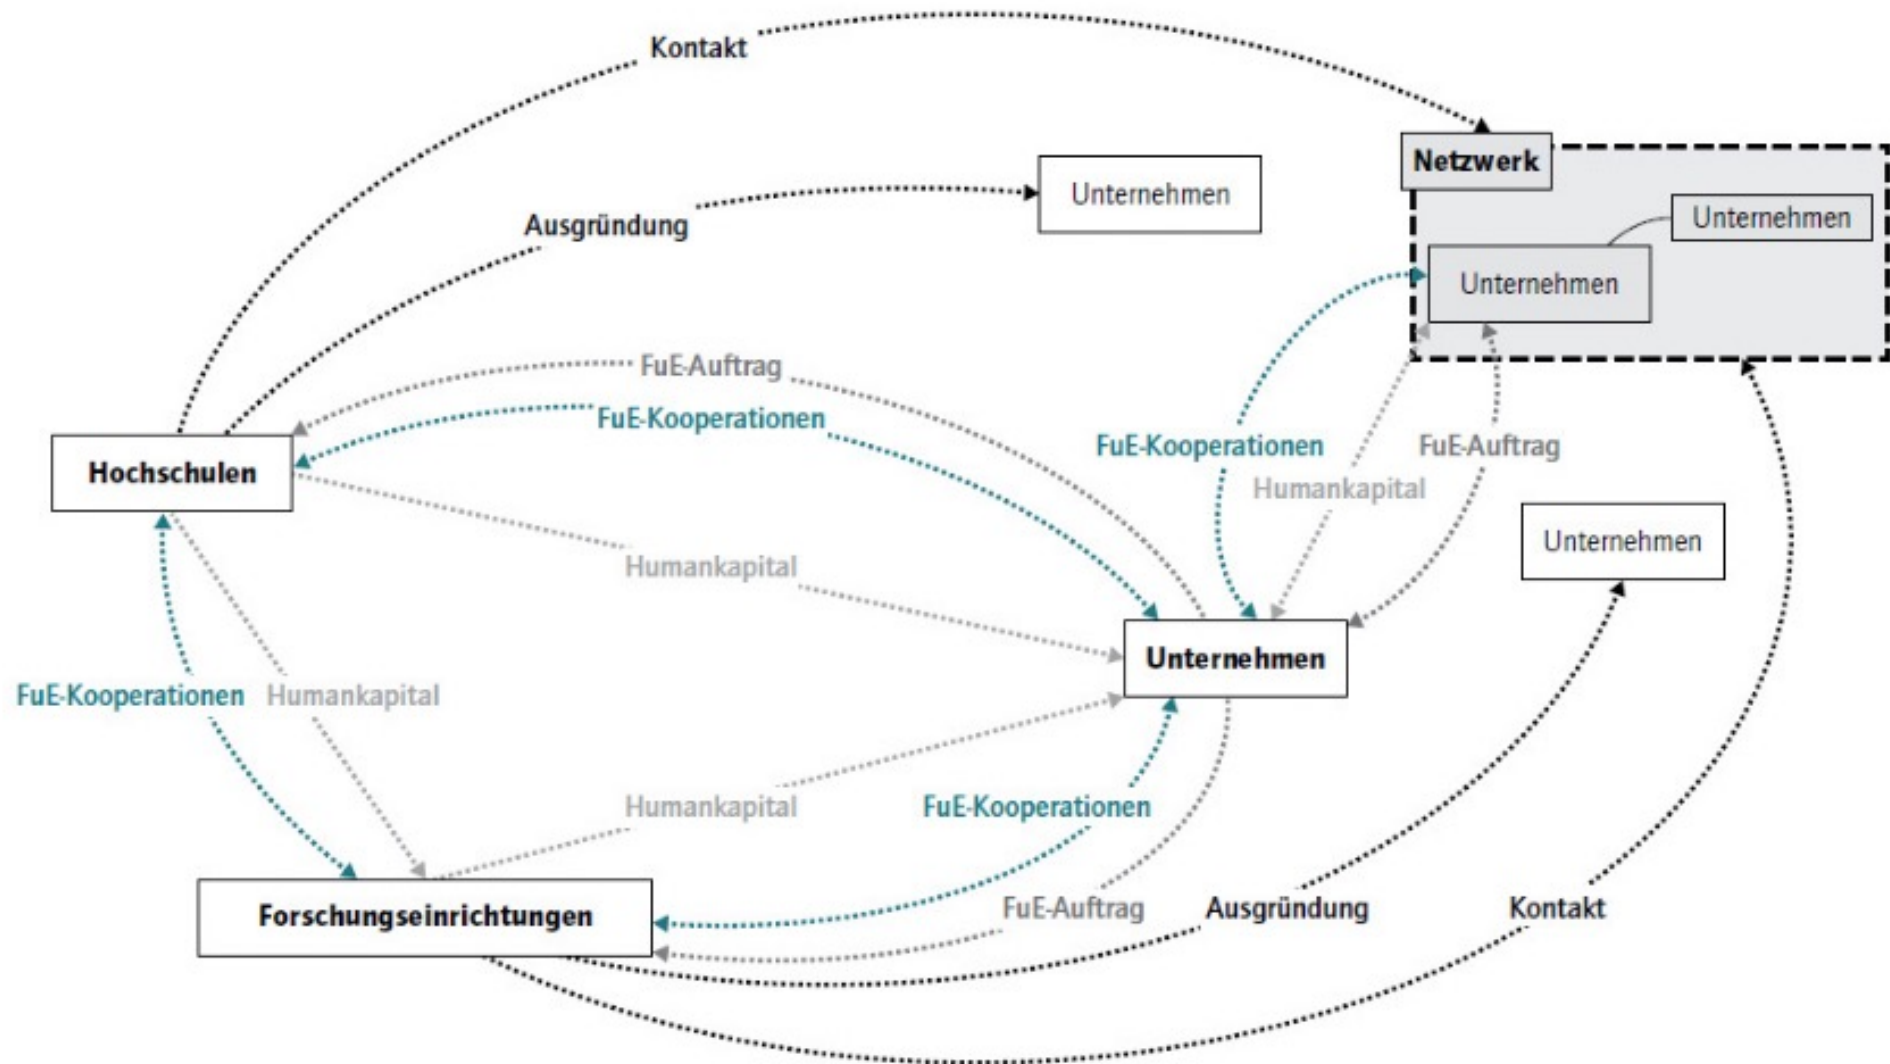 Kontakt
Netzwerk
Unternehmen
Unternehmen
Ausgründung
Unternehmen
FuE-Auftrag
FuE-Kooperationen
FuE-Kooperationen
FuE-Auftrag
Hochschulen
Humankapital
Unternehmen
Humankapital
Unternehmen
FuE-Kooperationen
Humankapital
Humankapital
FuE-Kooperationen
Forschungseinrichtungen
FuE-Auftrag
Ausgründung
Kontakt